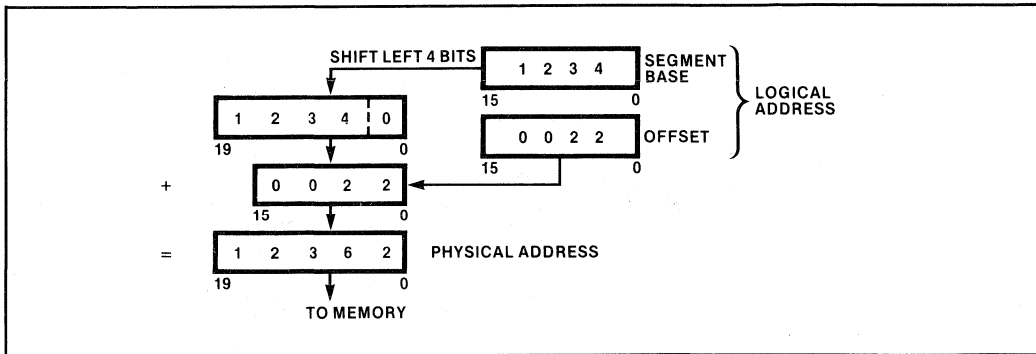 SHIFT LEFT 4 BITS
1 2 3 4
SEGMENT
BASE
15 0
LOGICAL
ADDRESS
1 2 3 4 0
19 0
0 0 2 2
OFFSET
15 0
+
0 0 2 2
15 0
=
1 2 3 6 2
PHYSICAL ADDRESS
19 0
TO MEMORY